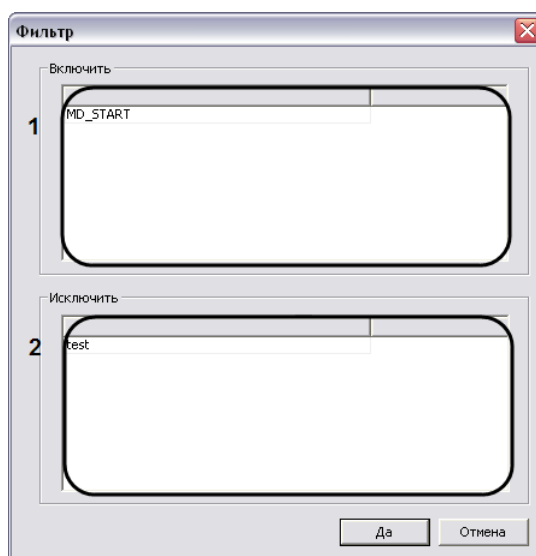 Фильтр
Включить
1
MD_START
Исключить
2
test
Да
Отмена